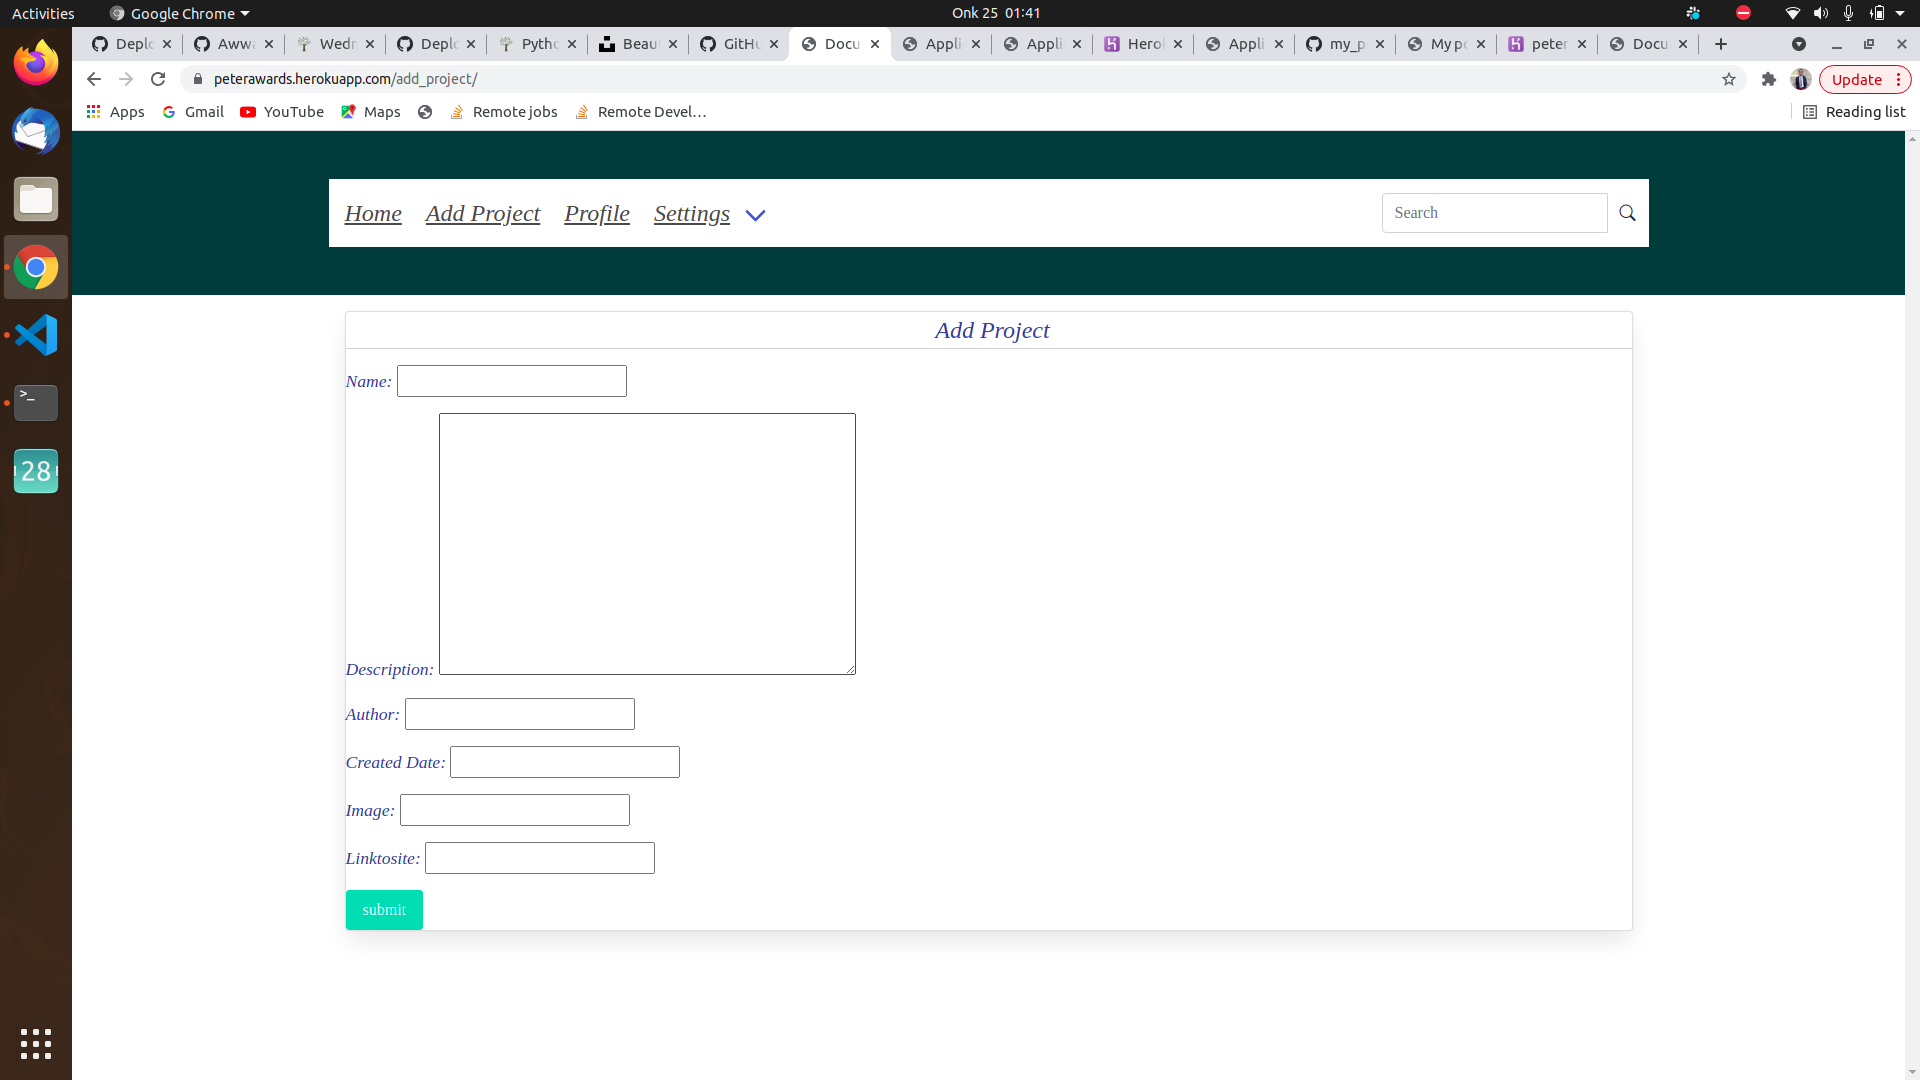 Activities Google Chrome Onk 25 01:41
Deplo Awwa Wedn Deplo Pytho Beau GitHu Docu Appli Appli Herol Appli my_p My po peter Docu
peterawards.herokuapp.com/add_project/ Update
Apps Gmail YouTube Maps Remote jobs Remote Devel... Reading list
Home Add Project Profile Settings Search
Add Project
Name:
Description:
Author:
Created Date:
Image:
Linktosite:
submit
28